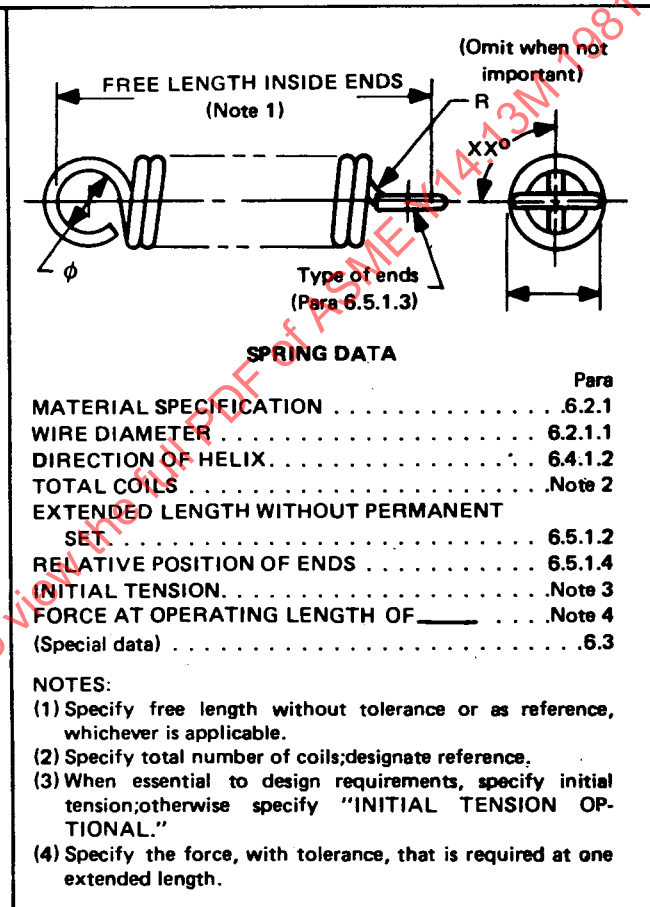 (Omit when not
important)
FREE LENGTH INSIDE ENDS
(Note 1)
R
XX°
φ
Type of ends
(Para 6.5.1.3)
SPRING DATA
Para
MATERIAL SPECIFICATION . . . . . . . . . . . . . . . .6.2.1
WIRE DIAMETER . . . . . . . . . . . . . . . . . . . . . . 6.2.1.1
DIRECTION OF HELIX. . . . . . . . . . . . . . . . . . 6.4.1.2
TOTAL COILS . . . . . . . . . . . . . . . . . . . . . . .Note 2
EXTENDED LENGTH WITHOUT PERMANENT
SET. . . . . . . . . . . . . . . . . . . . . . . . . . . . 6.5.1.2
RELATIVE POSITION OF ENDS . . . . . . . . . . . 6.5.1.4
INITIAL TENSION. . . . . . . . . . . . . . . . . . . . .Note 3
FORCE AT OPERATING LENGTH OF____ . . . .Note 4
(Special data) . . . . . . . . . . . . . . . . . . . . . . . . . .6.3
NOTES:
(1) Specify free length without tolerance or as reference,
whichever is applicable.
(2) Specify total number of coils;designate reference.
(3) When essential to design requirements, specify initial
tension;otherwise specify "INITIAL TENSION OP-
TIONAL."
(4) Specify the force, with tolerance, that is required at one
extended length.
view the full PDF of ASME Y14.13M 1981